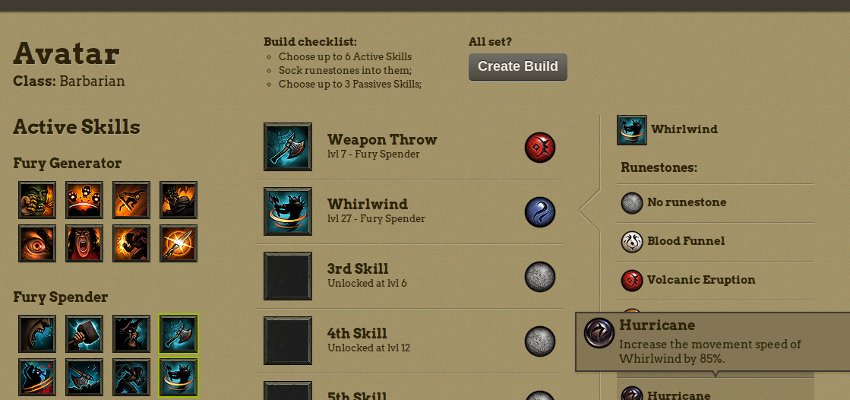 Avatar
Class: Barbarian
Build checklist:
Choose up to 6 Active Skills
Sock runestones into them;
Choose up to 3 Passives Skills;
All set?
Create Build
Active Skills
Fury Generator
Fury Spender
Weapon Throw
lvl 7 - Fury Spender
Whirlwind
lvl 27 - Fury Spender
3rd Skill
Unlocked at lvl 6
4th Skill
Unlocked at lvl 12
5th Skill
Whirlwind
Runestones:
No runestone
Blood Funnel
Volcanic Eruption
Hurricane
Increase the movement speed of
Whirlwind by 85%.
Hurricane